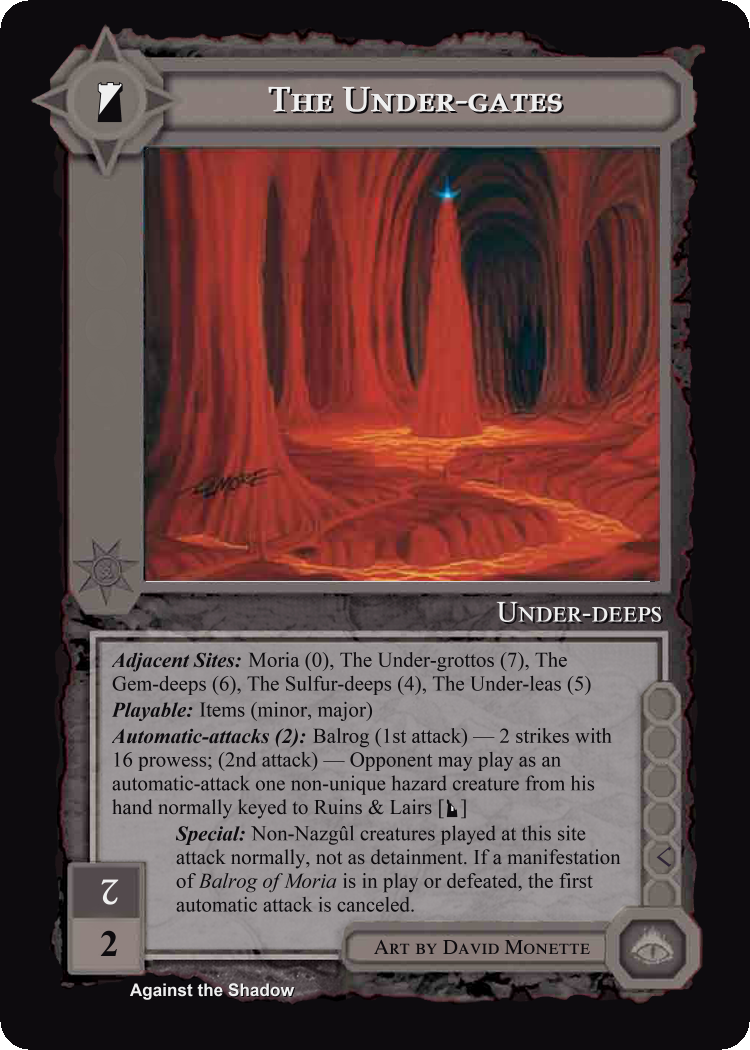 The Under-gates
ELMORE
Under-deeps
Adjacent Sites: Moria (0), The Under-grottos (7), The
Gem-deeps (6), The Sulfur-deeps (4), The Under-leas (5)
Playable: Items (minor, major)
Automatic-attacks (2): Balrog (1st attack) — 2 strikes with
16 prowess; (2nd attack) — Opponent may play as an
automatic-attack one non-unique hazard creature from his
hand normally keyed to Ruins & Lairs [ ]
Special: Non-Nazgûl creatures played at this site
attack normally, not as detainment. If a manifestation
of Balrog of Moria is in play or defeated, the first
automatic attack is canceled.
2
2
Art by David Monette
Against the Shadow